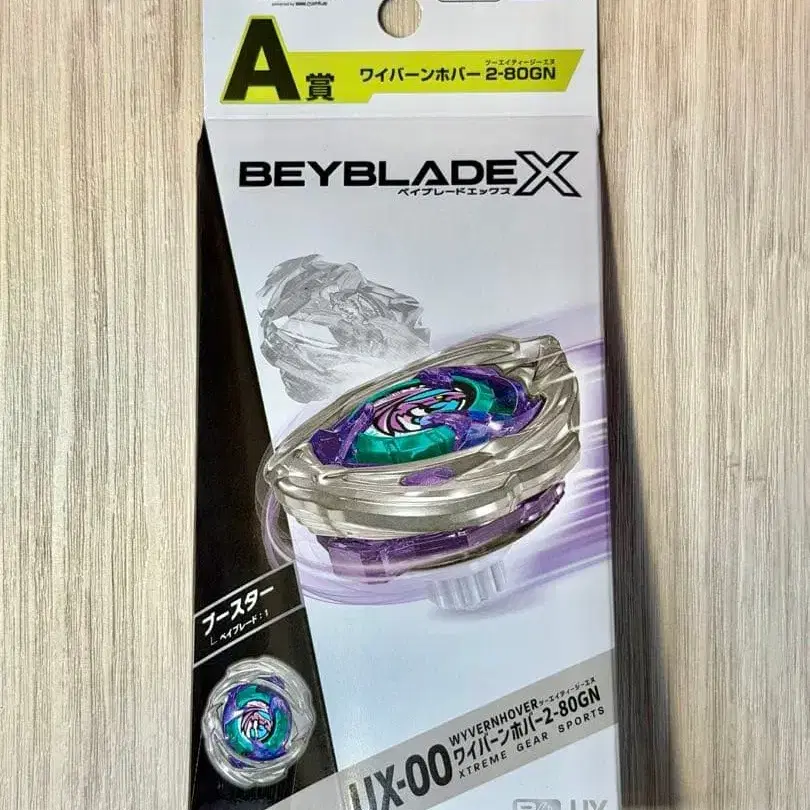 ツーエイティージーエヌ
A賞 ワイバーンホバー 2-80GN
BEYBLADE X
ベイブレードエックス
ブースター
ベイブレード:1
WYVERNHOVER ツーエイティージーエヌ
UX-00 ワイバーンホバー2-80GN
XTREME GEAR SPORTS
UX